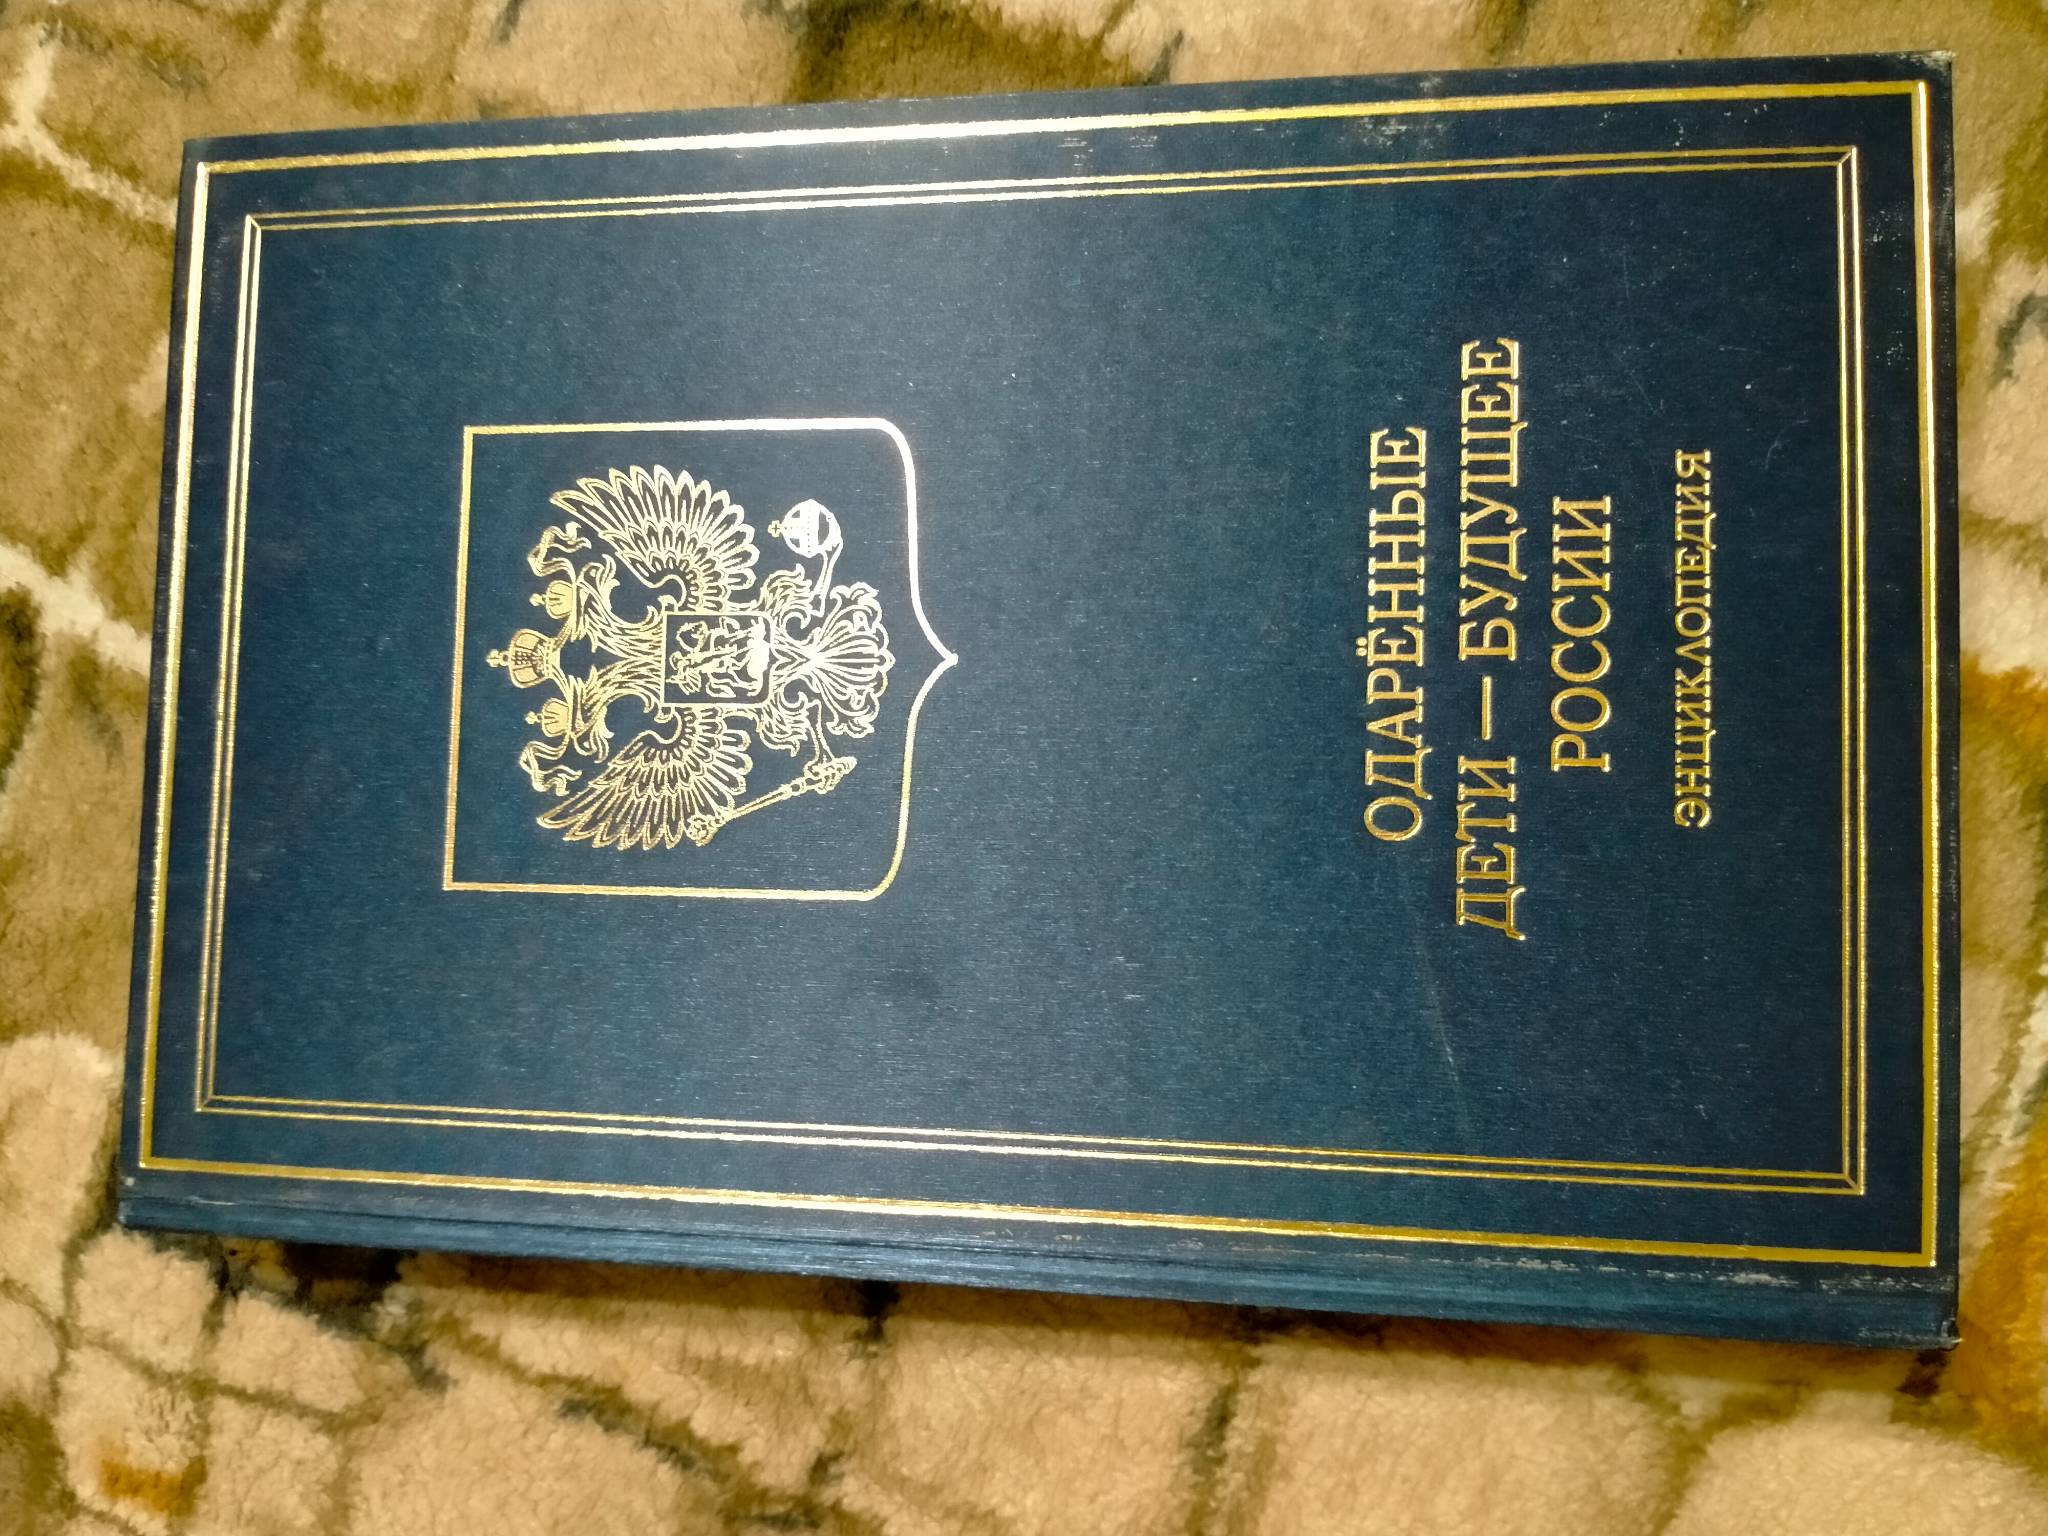 ОДАРЁННЫЕ
ДЕТИ — БУДУЩЕЕ
РОССИИ
ЭНЦИКЛОПЕДИЯ